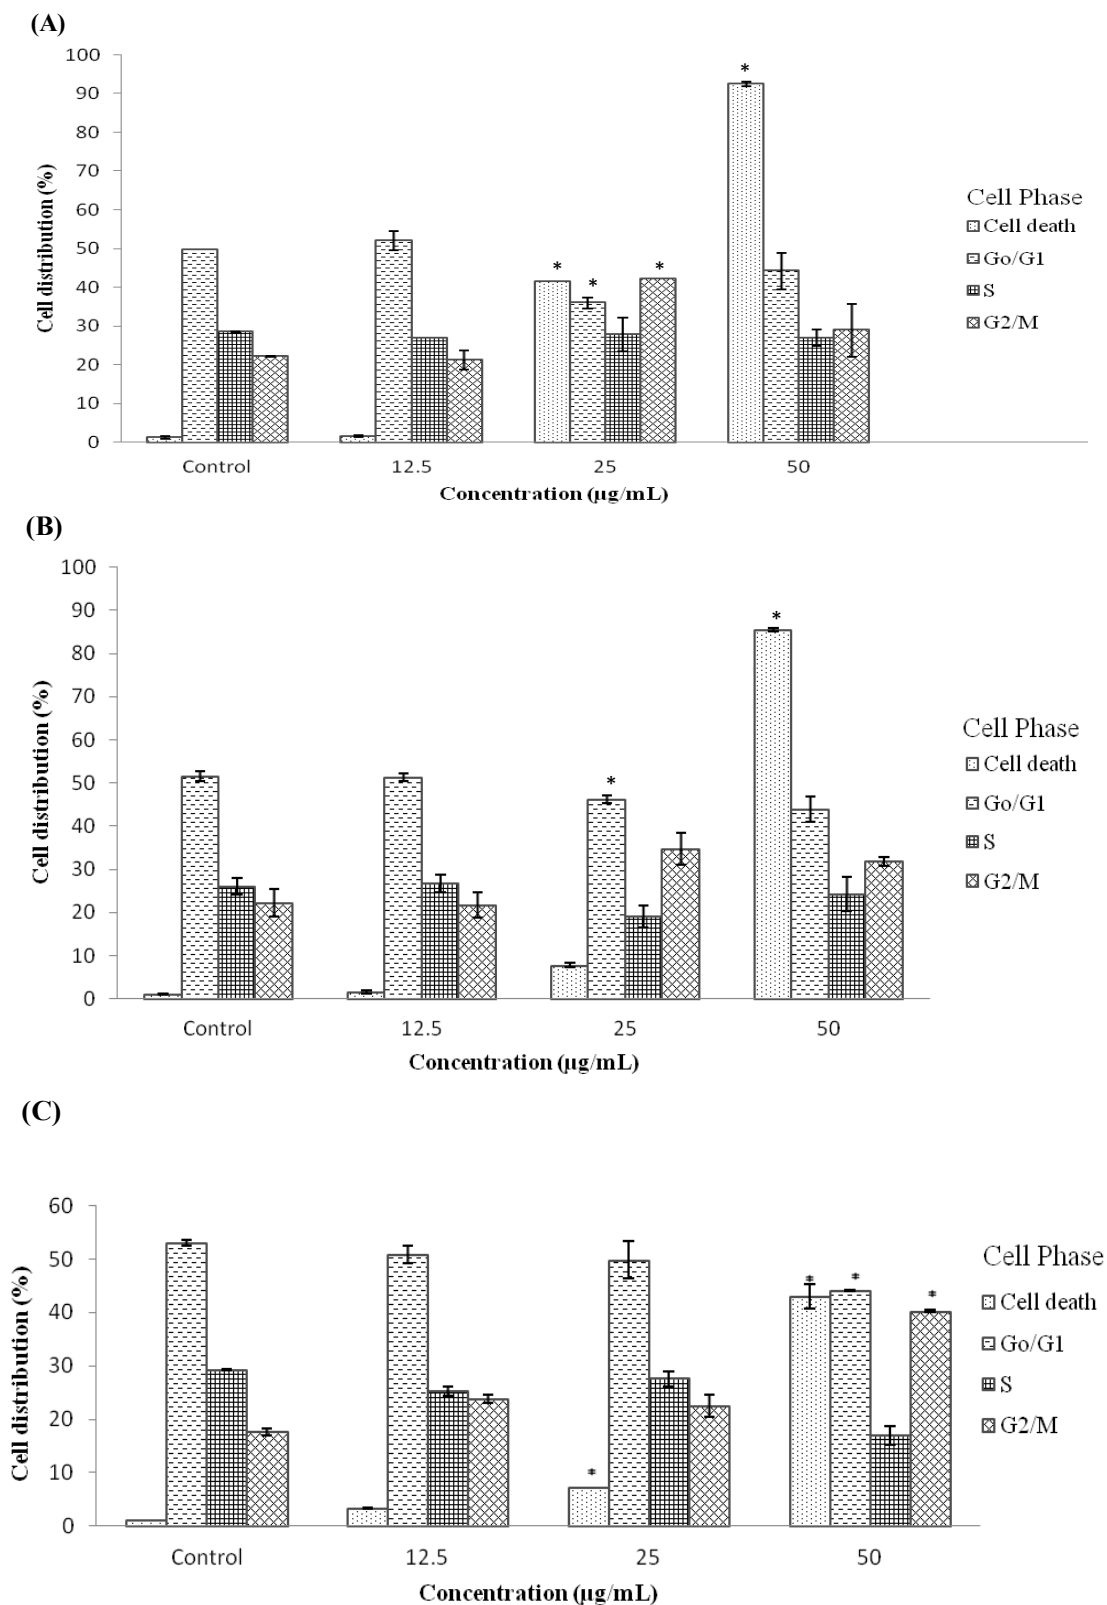 (A)
100
90
80
70
60
50
40
30
20
10
0
Cell distribution (%)
*
*
*
*
Control
12.5
25
50
Concentration (µg/mL)
Cell Phase
Cell death
Go/G1
S
G2/M
(B)
100
90
80
70
60
50
40
30
20
10
0
Cell distribution (%)
*
*
Control
12.5
25
50
Concentration (µg/mL)
Cell Phase
Cell death
Go/G1
S
G2/M
(C)
60
50
40
30
20
10
0
Cell distribution (%)
*
*
*
*
Control
12.5
25
50
Concentration (µg/mL)
Cell Phase
Cell death
Go/G1
S
G2/M